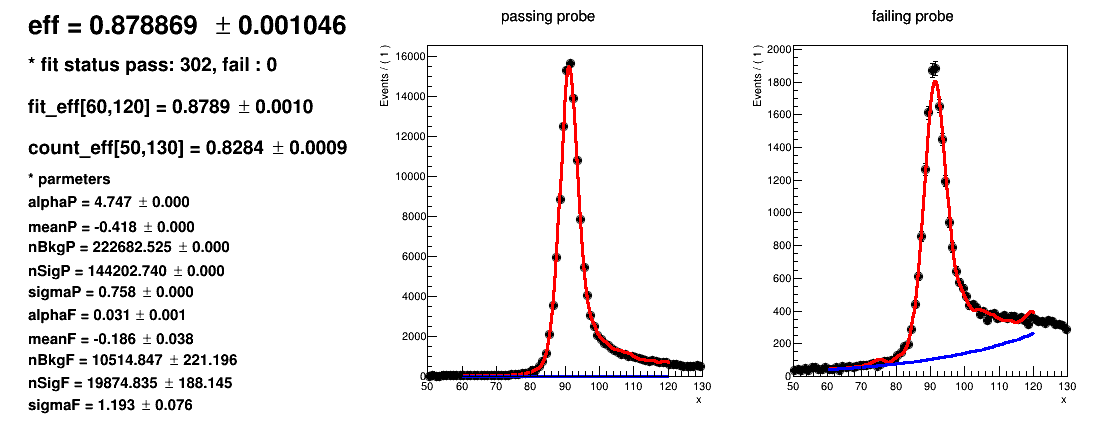 eff = 0.878869 ± 0.001046
* fit status pass: 302, fail : 0
fit_eff[60,120] = 0.8789 ± 0.0010
count_eff[50,130] = 0.8284 ± 0.0009
* parmeters
alphaP = 4.747 ± 0.000
meanP = -0.418 ± 0.000
nBkgP = 222682.525 ± 0.000
nSigP = 144202.740 ± 0.000
sigmaP = 0.758 ± 0.000
alphaF = 0.031 ± 0.001
meanF = -0.186 ± 0.038
nBkgF = 10514.847 ± 221.196
nSigF = 19874.835 ± 188.145
sigmaF = 1.193 ± 0.076
passing probe
Events / ( 1 )
16000
14000
12000
10000
8000
6000
4000
2000
0
50 60 70 80 90 100 110 120 130
x
failing probe
Events / ( 1 )
2000
1800
1600
1400
1200
1000
800
600
400
200
0
50 60 70 80 90 100 110 120 130
x